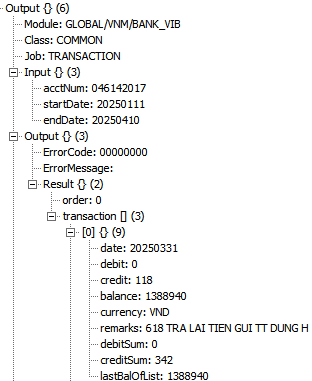 Output {} (6)
Module: GLOBAL/VNM/BANK_VIB
Class: COMMON
Job: TRANSACTION
Input {} (3)
acctNum: 046142017
startDate: 20250111
endDate: 20250410
Output {} (3)
ErrorCode: 00000000
ErrorMessage:
Result {} (2)
order: 0
transaction [] (3)
[0] {} (9)
date: 20250331
debit: 0
credit: 118
balance: 1388940
currency: VND
remarks: 618 TRA LAI TIEN GUI TT DUNG H
debitSum: 0
creditSum: 342
lastBalOfList: 1388940